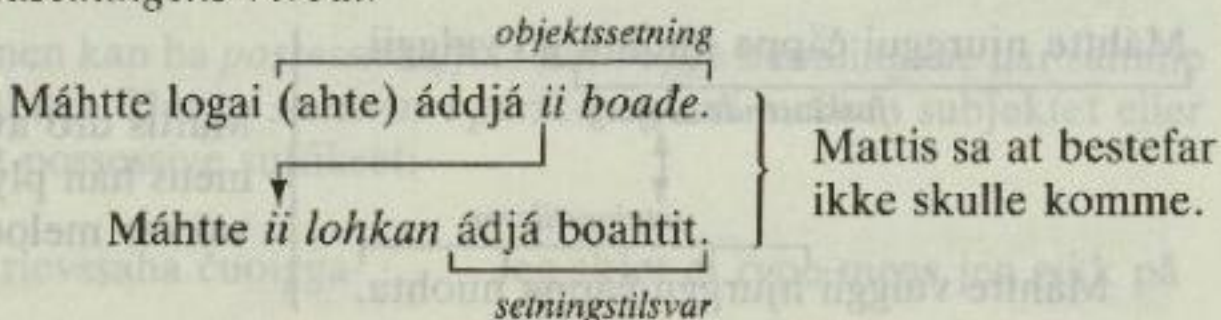 objektssetning
Máhtte logai (ahte) áddjá ii boađe.
Mattis sa at bestefar
ikke skulle komme.
Máhtte ii lohkan ádjá boahtit.
setningstilsvar